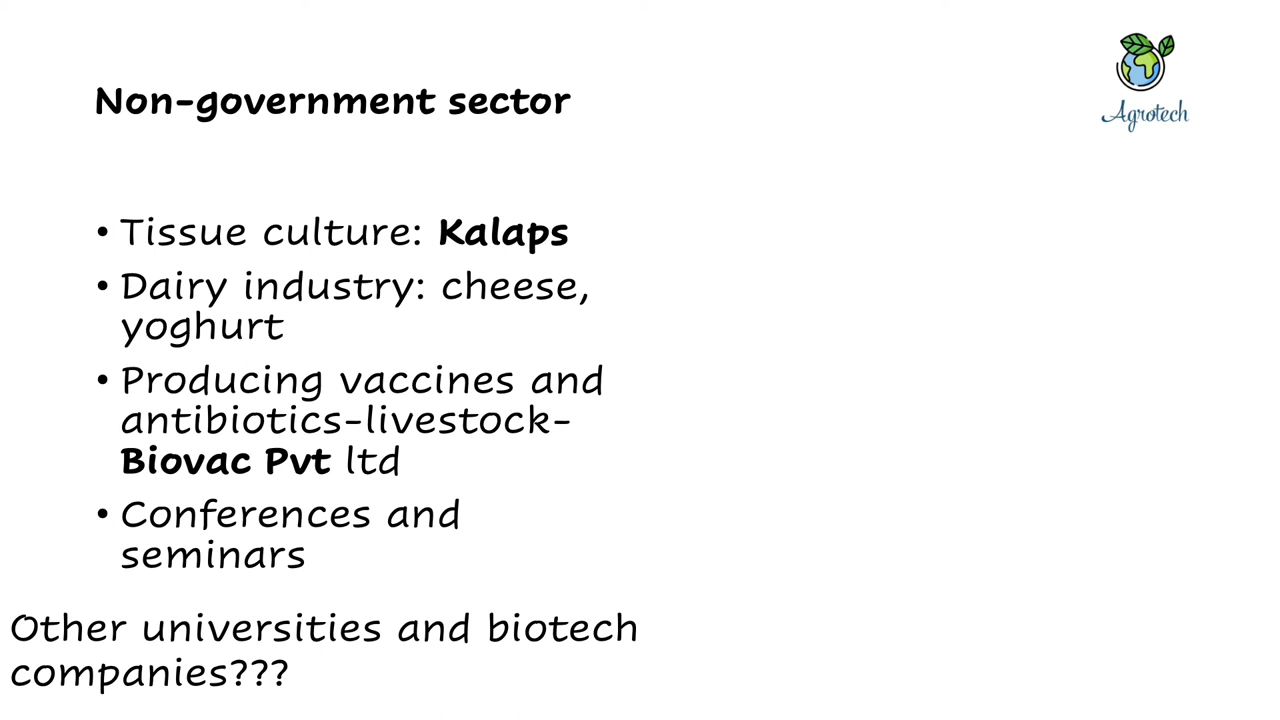 Agrotech
Non-government sector
• Tissue culture: Kalaps
• Dairy industry: cheese,
yoghurt
• Producing vaccines and
antibiotics-livestock-
Biovac Pvt ltd
• Conferences and
seminars
Other universities and biotech
companies???